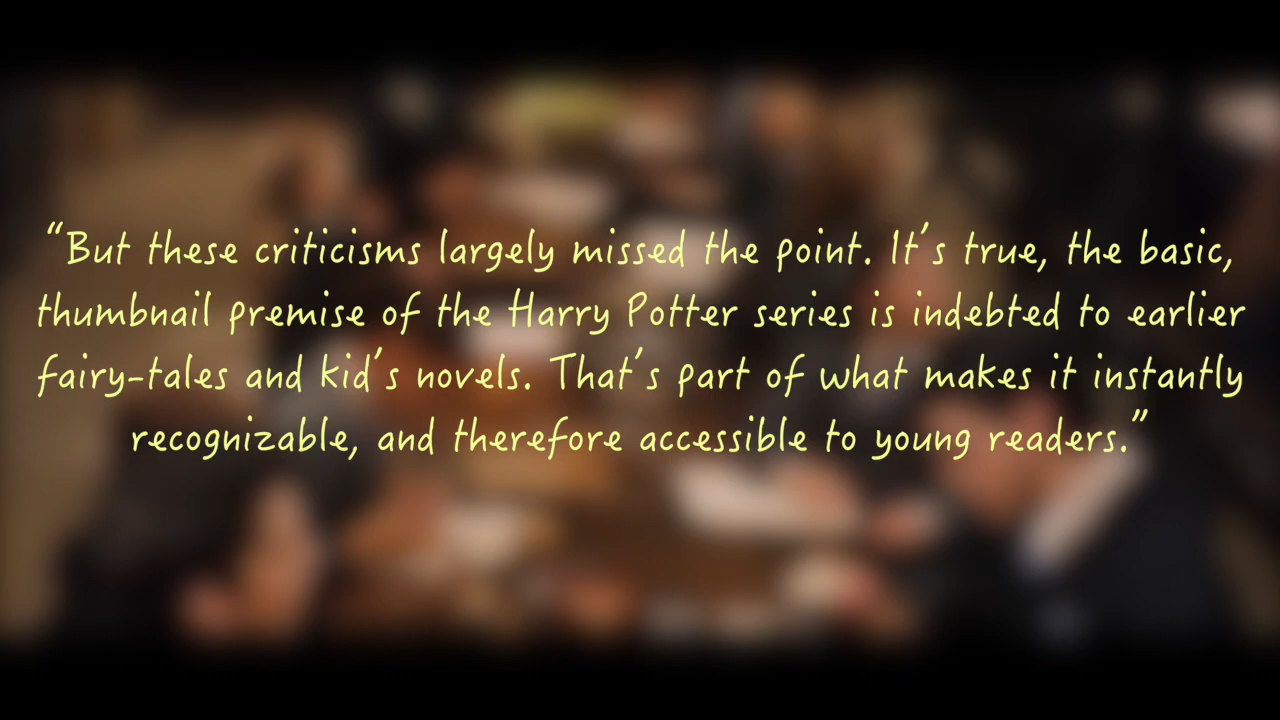 “But these criticisms largely missed the point. It’s true, the basic,
thumbnail premise of the Harry Potter series is indebted to earlier
fairy-tales and kid’s novels. That’s part of what makes it instantly
recognizable, and therefore accessible to young readers.”